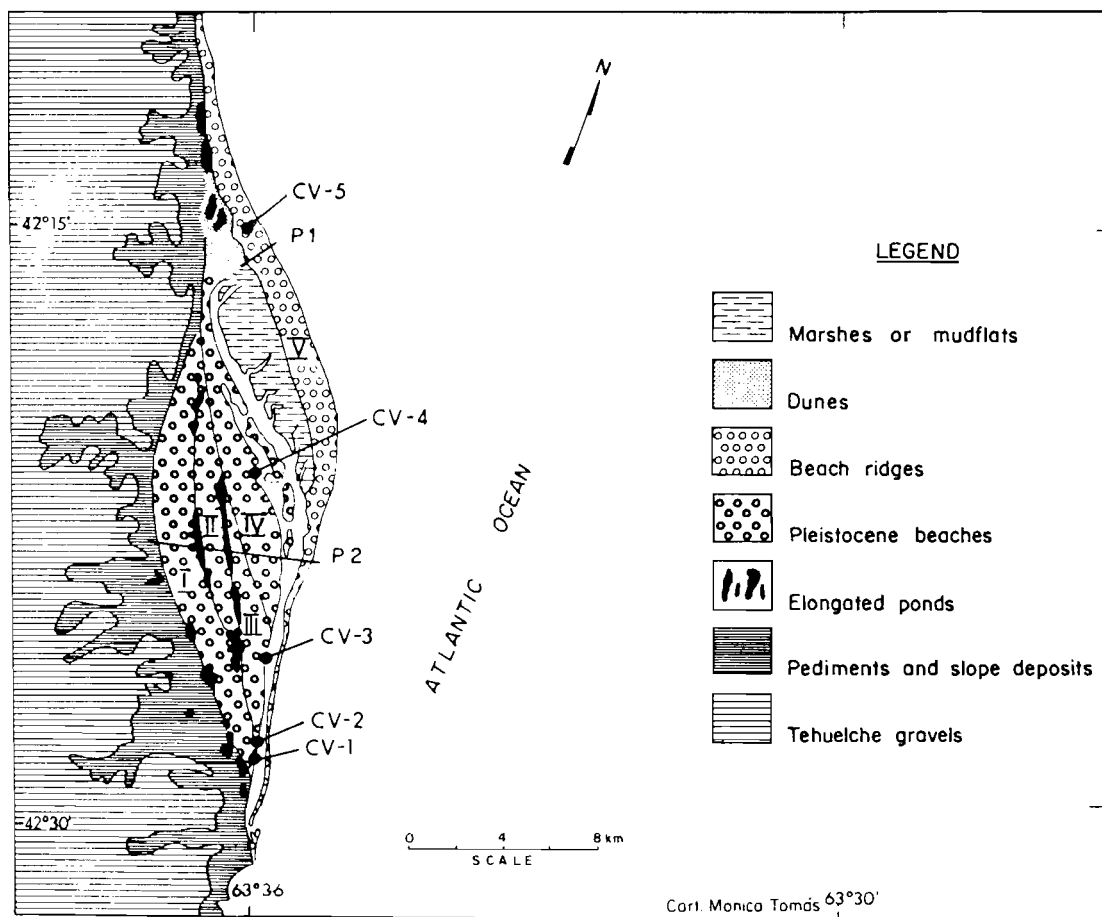 N
42°15'
CV-5
P1
V
CV-4
II
IV
P2
I
III
CV-3
CV-2
CV-1
42°30'
63°36
ATLANTIC OCEAN
0 4 8 km
SCALE
LEGEND
Marshes or mudflats
Dunes
Beach ridges
Pleistocene beaches
Elongated ponds
Pediments and slope deposits
Tehuelche gravels
Cart. Monica Tomás
63°30'